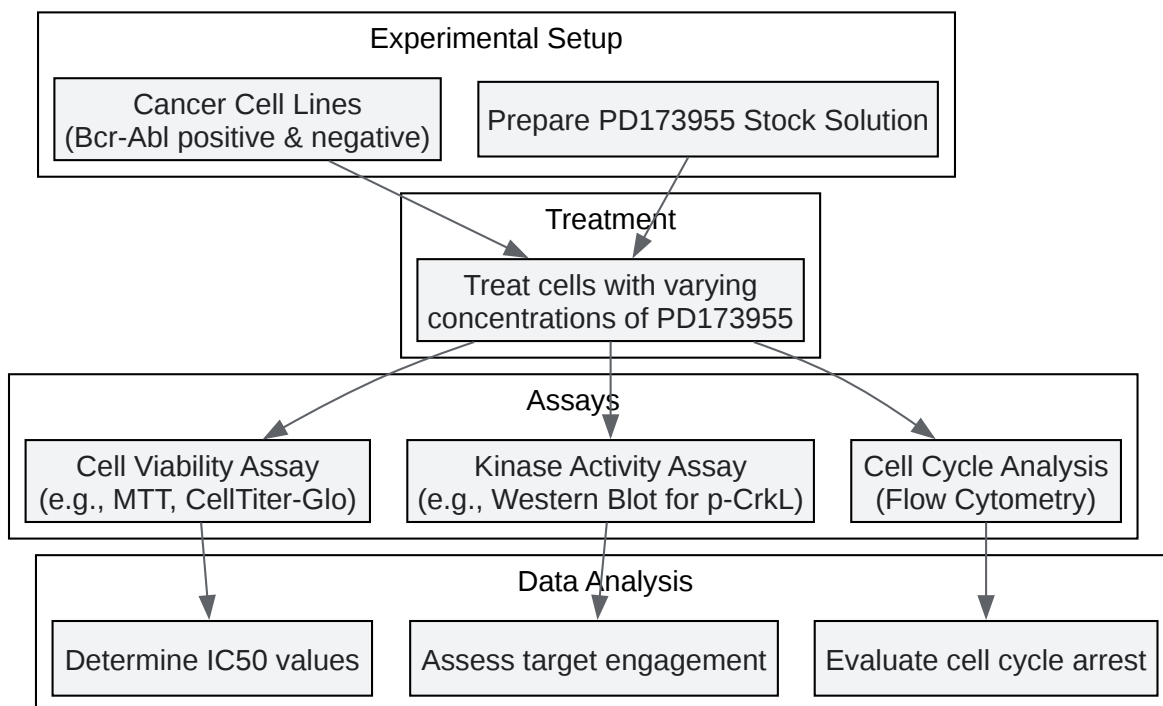 Experimental Setup
Cancer Cell Lines
(Bcr-Abl positive & negative)
Prepare PD173955 Stock Solution
Treatment
Treat cells with varying
concentrations of PD173955
Assays
Cell Viability Assay
(e.g., MTT, CellTiter-Glo)
Kinase Activity Assay
(e.g., Western Blot for p-CrkL)
Cell Cycle Analysis
(Flow Cytometry)
Data Analysis
Determine IC50 values
Assess target engagement
Evaluate cell cycle arrest